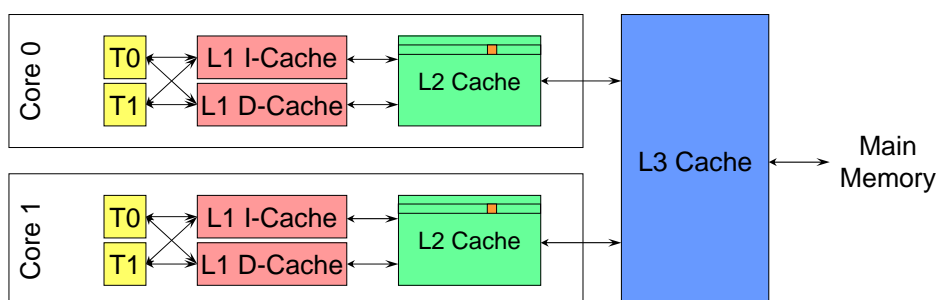 Core 0
T0
T1
L1 I-Cache
L1 D-Cache
L2 Cache
Core 1
T0
T1
L1 I-Cache
L1 D-Cache
L2 Cache
L3 Cache
Main
Memory